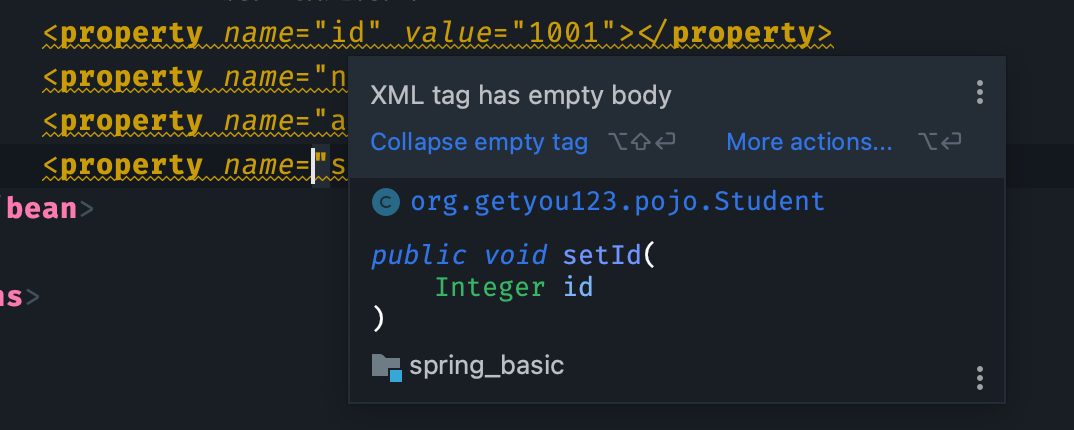 <property name="id" value="1001"></property>
<property name="n
<property name="a
<property name="s
bean>
ns>
XML tag has empty body
Collapse empty tag ⌥⇧⏎ More actions... ⌥⏎
C org.getyou123.pojo.Student
public void setId(
Integer id
)
spring_basic